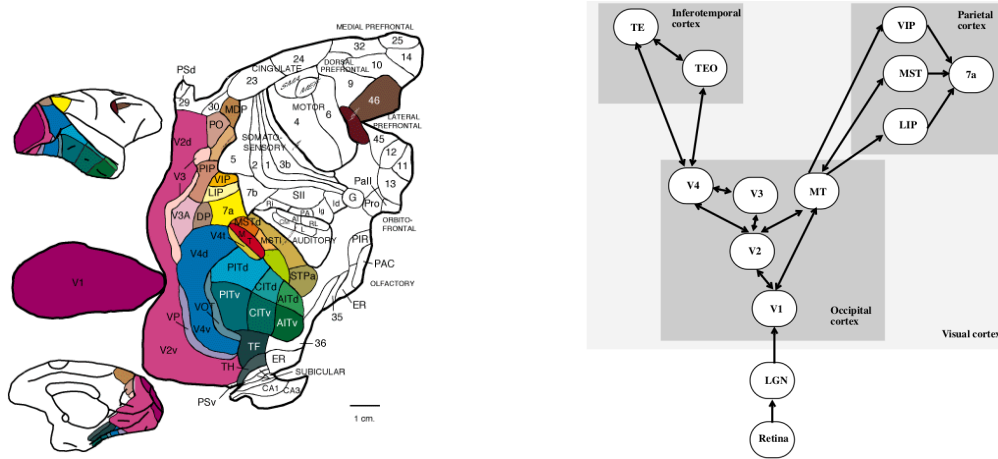 MEDIAL PREFRONTAL
25
32
14
24
DORSAL
PREFRONTAL
10
CINGULATE
23
9
PSd
29
30
MDP
MOTOR
4
6
46
LATERAL
PREFRONTAL
PO
V2d
SOMATO-
SENSORY
45
12
11
V3
PIP
5
2
1
3b
13
PaII
VIP
LIP
7b
SII
G
Pro
Ri
Id
Ig
PA
V3A
DP
7a
RL
ORBITO-
FRONTAL
MSTd
V4t
MSTl
AUDITORY
PIR
V4d
PITd
STPa
PAC
OLFACTORY
V1
CITd
AITd
PITv
CITv
AITv
ER
35
VOT
VP
V4v
V2v
TF
36
TH
ER
SUBICULAR
PSv
CA1
CA3
1 cm.
Inferotemporal
cortex
TE
TEO
Parietal
cortex
VIP
MST
7a
LIP
V4
V3
MT
V2
V1
Occipital
cortex
Visual cortex
LGN
Retina